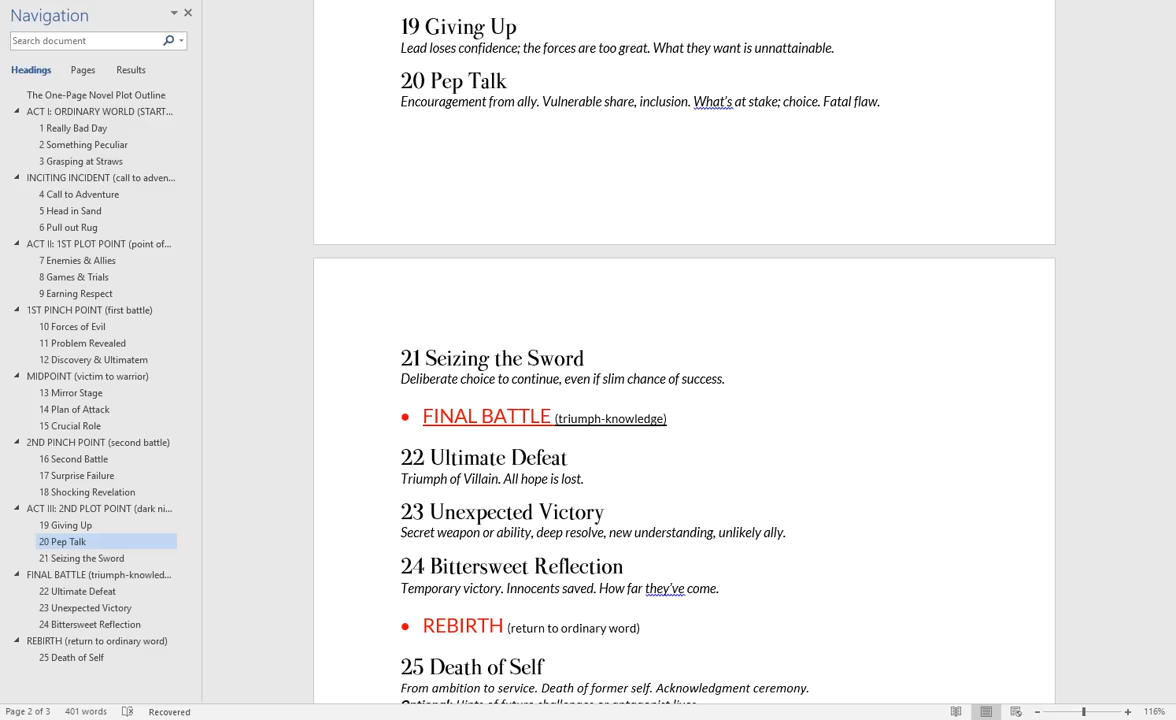 Navigation
Search document
Headings Pages Results
The One-Page Novel Plot Outline
ACT I: ORDINARY WORLD (START...
1 Really Bad Day
2 Something Peculiar
3 Grasping at Straws
INCITING INCIDENT (call to adven...
4 Call to Adventure
5 Head in Sand
6 Pull out Rug
ACT II: 1ST PLOT POINT (point of...
7 Enemies & Allies
8 Games & Trials
9 Earning Respect
1ST PINCH POINT (first battle)
10 Forces of Evil
11 Problem Revealed
12 Discovery & Ultimatem
MIDPOINT (victim to warrior)
13 Mirror Stage
14 Plan of Attack
15 Crucial Role
2ND PINCH POINT (second battle)
16 Second Battle
17 Surprise Failure
18 Shocking Revelation
ACT III: 2ND PLOT POINT (dark ni...
19 Giving Up
20 Pep Talk
21 Seizing the Sword
FINAL BATTLE (triumph-knowled...
22 Ultimate Defeat
23 Unexpected Victory
24 Bittersweet Reflection
REBIRTH (return to ordinary word)
25 Death of Self
19 Giving Up
Lead loses confidence; the forces are too great. What they want is unnattainable.
20 Pep Talk
Encouragement from ally. Vulnerable share, inclusion. What's at stake; choice. Fatal flaw.
21 Seizing the Sword
Deliberate choice to continue, even if slim chance of success.
• FINAL BATTLE (triumph-knowledge)
22 Ultimate Defeat
Triumph of Villain. All hope is lost.
23 Unexpected Victory
Secret weapon or ability, deep resolve, new understanding, unlikely ally.
24 Bittersweet Reflection
Temporary victory. Innocents saved. How far they've come.
• REBIRTH (return to ordinary word)
25 Death of Self
From ambition to service. Death of former self. Acknowledgment ceremony.
Optional: Hints of future challenges or antagonist lives.
Page 2 of 3 401 words Recovered 116%